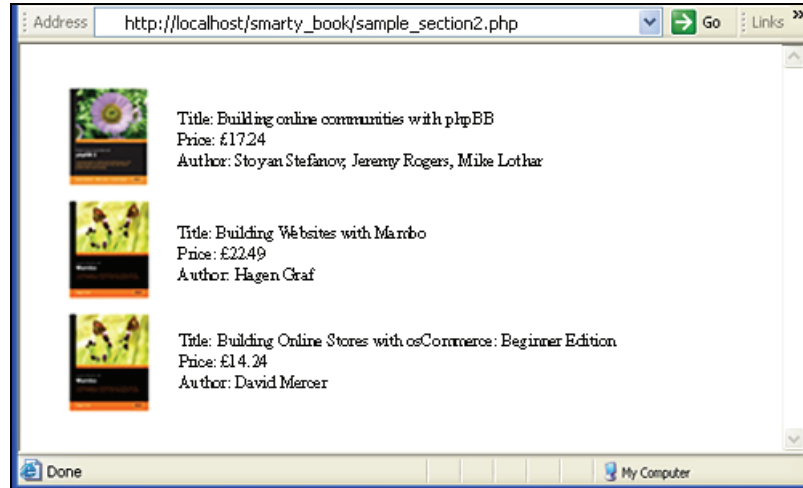 Address http://localhost/smarty_book/sample_section2.php Go Links »
Title: Building online communities with phpBB
Price: £17.24
Author: Stoyan Stefanov, Jeremy Rogers, Mike Lothar
Title: Building Websites with Mambo
Price: £22.49
Author: Hagen Graf
Mambo
Title: Building Online Stores with osCommerce: Beginner Edition
Price: £14.24
Author: David Mercer
Mambo
Done My Computer